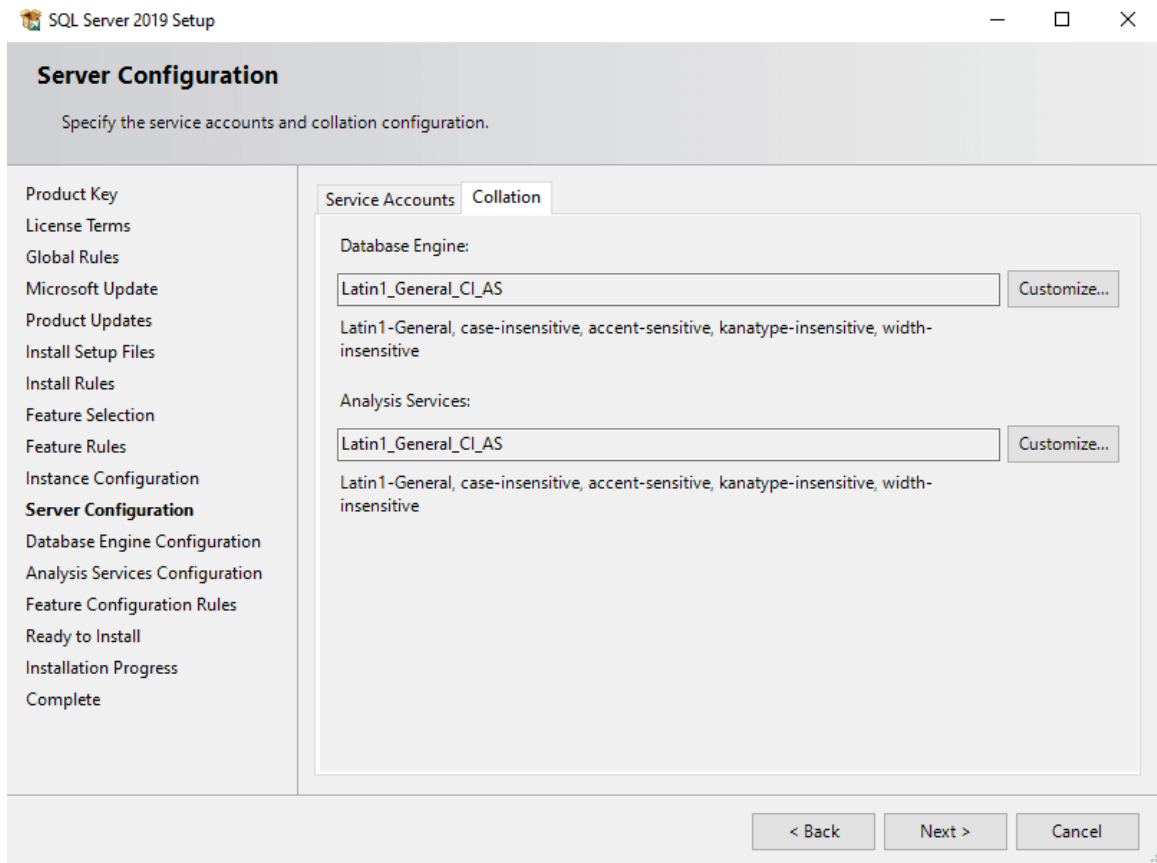 SQL Server 2019 Setup
Server Configuration
Specify the service accounts and collation configuration.
Product Key
License Terms
Global Rules
Microsoft Update
Product Updates
Install Setup Files
Install Rules
Feature Selection
Feature Rules
Instance Configuration
Server Configuration
Database Engine Configuration
Analysis Services Configuration
Feature Configuration Rules
Ready to Install
Installation Progress
Complete
Service Accounts Collation
Database Engine:
Latin1_General_CI_AS Customize...
Latin1-General, case-insensitive, accent-sensitive, kanatype-insensitive, width-
insensitive
Analysis Services:
Latin1_General_CI_AS Customize...
Latin1-General, case-insensitive, accent-sensitive, kanatype-insensitive, width-
insensitive
< Back Next > Cancel